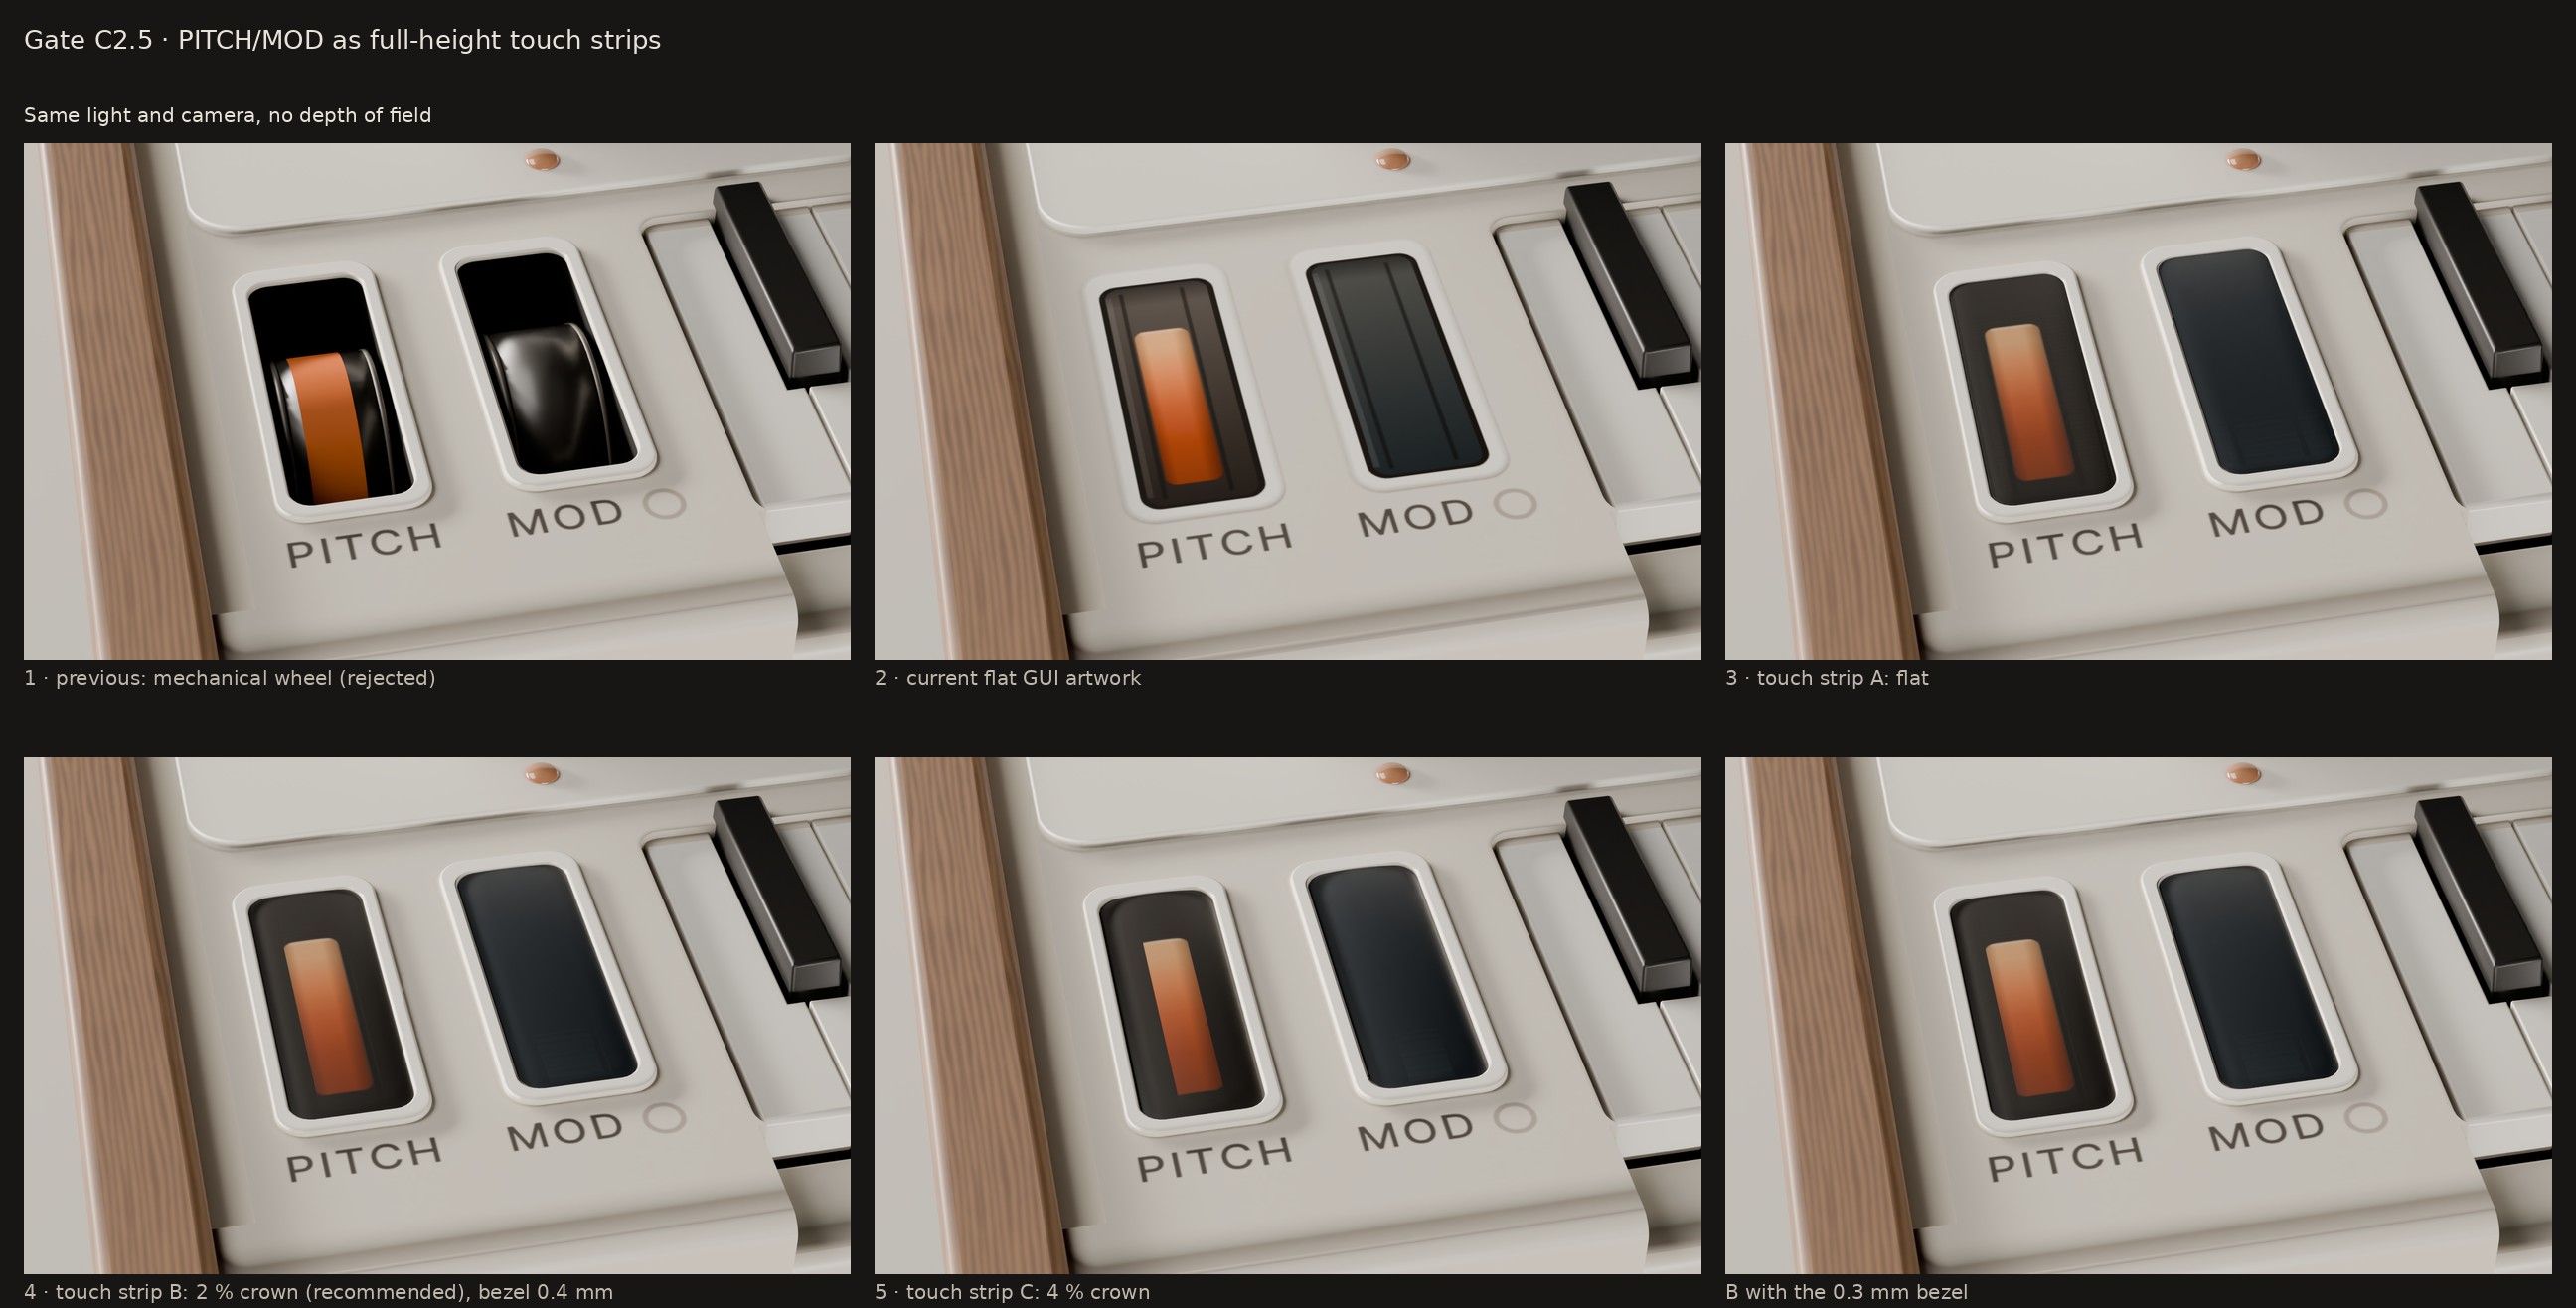 Gate C2.5 · PITCH/MOD as full-height touch strips
Same light and camera, no depth of field
PITCH MOD
PITCH MOD
PITCH MOD
1 · previous: mechanical wheel (rejected)
2 · current flat GUI artwork
3 · touch strip A: flat
PITCH MOD
PITCH MOD
PITCH MOD
4 · touch strip B: 2 % crown (recommended), bezel 0.4 mm
5 · touch strip C: 4 % crown
B with the 0.3 mm bezel